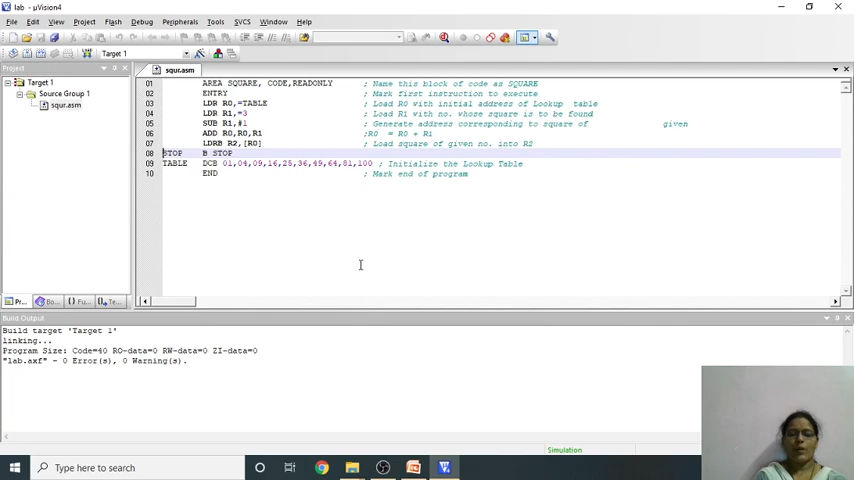 lab - µVision4
File Edit View Project Flash Debug Peripherals Tools SVCS Window Help
Target 1
Project
squr.asm
Target 1
Source Group 1
squr.asm
01 AREA SQUARE, CODE,READONLY ; Name this block of code as SQUARE
02 ENTRY ; Mark first instruction to execute
03 LDR R0,=TABLE ; Load R0 with initial address of Lookup table
04 LDR R1,=3 ; Load R1 with no. whose square is to be found
05 SUB R1,#1 ; Generate address corresponding to square of given
06 ADD R0,R0,R1 ;R0 = R0 + R1
07 LDRB R2,[R0] ; Load square of given no. into R2
08 STOP B STOP
09 TABLE DCB 01,04,09,16,25,36,49,64,81,100 ; Initialize the Lookup Table
10 END ; Mark end of program
Pr... Bo... Fu... Te...
Build Output
Build target 'Target 1'
linking...
Program Size: Code=40 RO-data=0 RW-data=0 ZI-data=0
"lab.axf" - 0 Error(s), 0 Warning(s).
Simulation
Type here to search